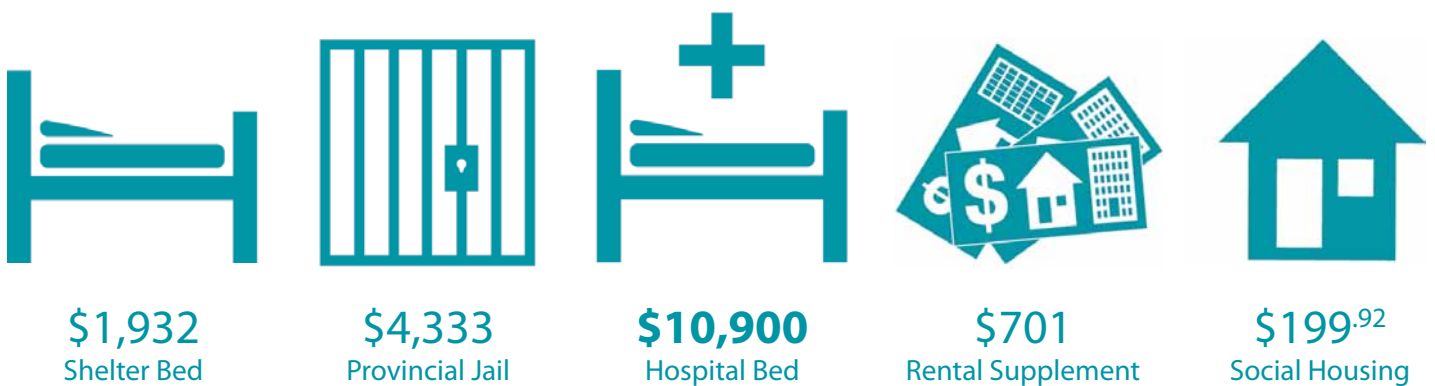 $
$
$1,932
Shelter Bed
$4,333
Provincial Jail
$10,900
Hospital Bed
$701
Rental Supplement
$199.92
Social Housing